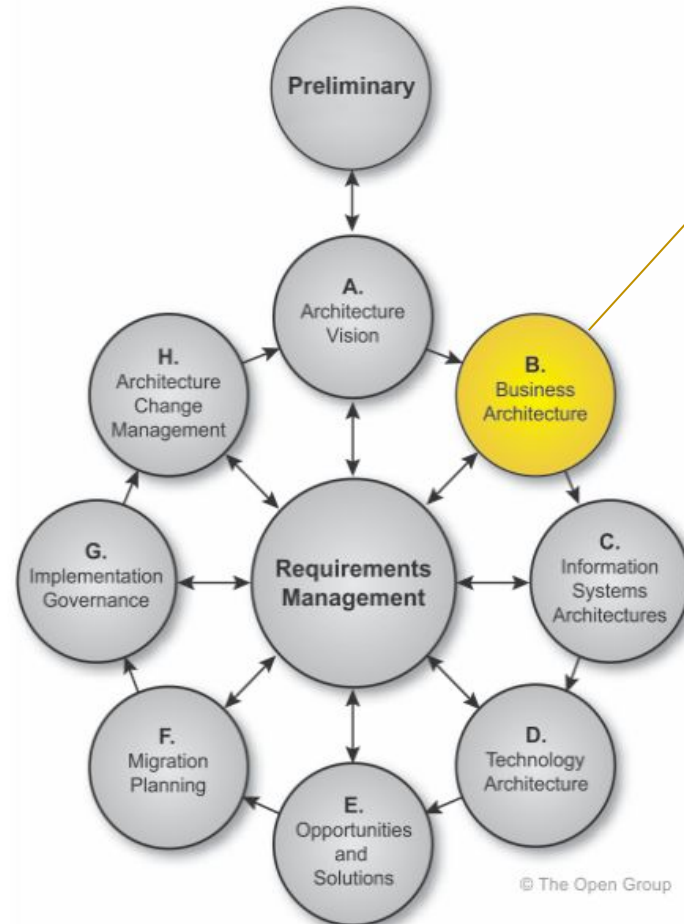 Preliminary
A.
Architecture
Vision
B.
Business
Architecture
H.
Architecture
Change
Management
C.
Information
Systems
Architectures
G.
Implementation
Governance
Requirements
Management
D.
Technology
Architecture
F.
Migration
Planning
E.
Opportunities
and
Solutions
© The Open Group